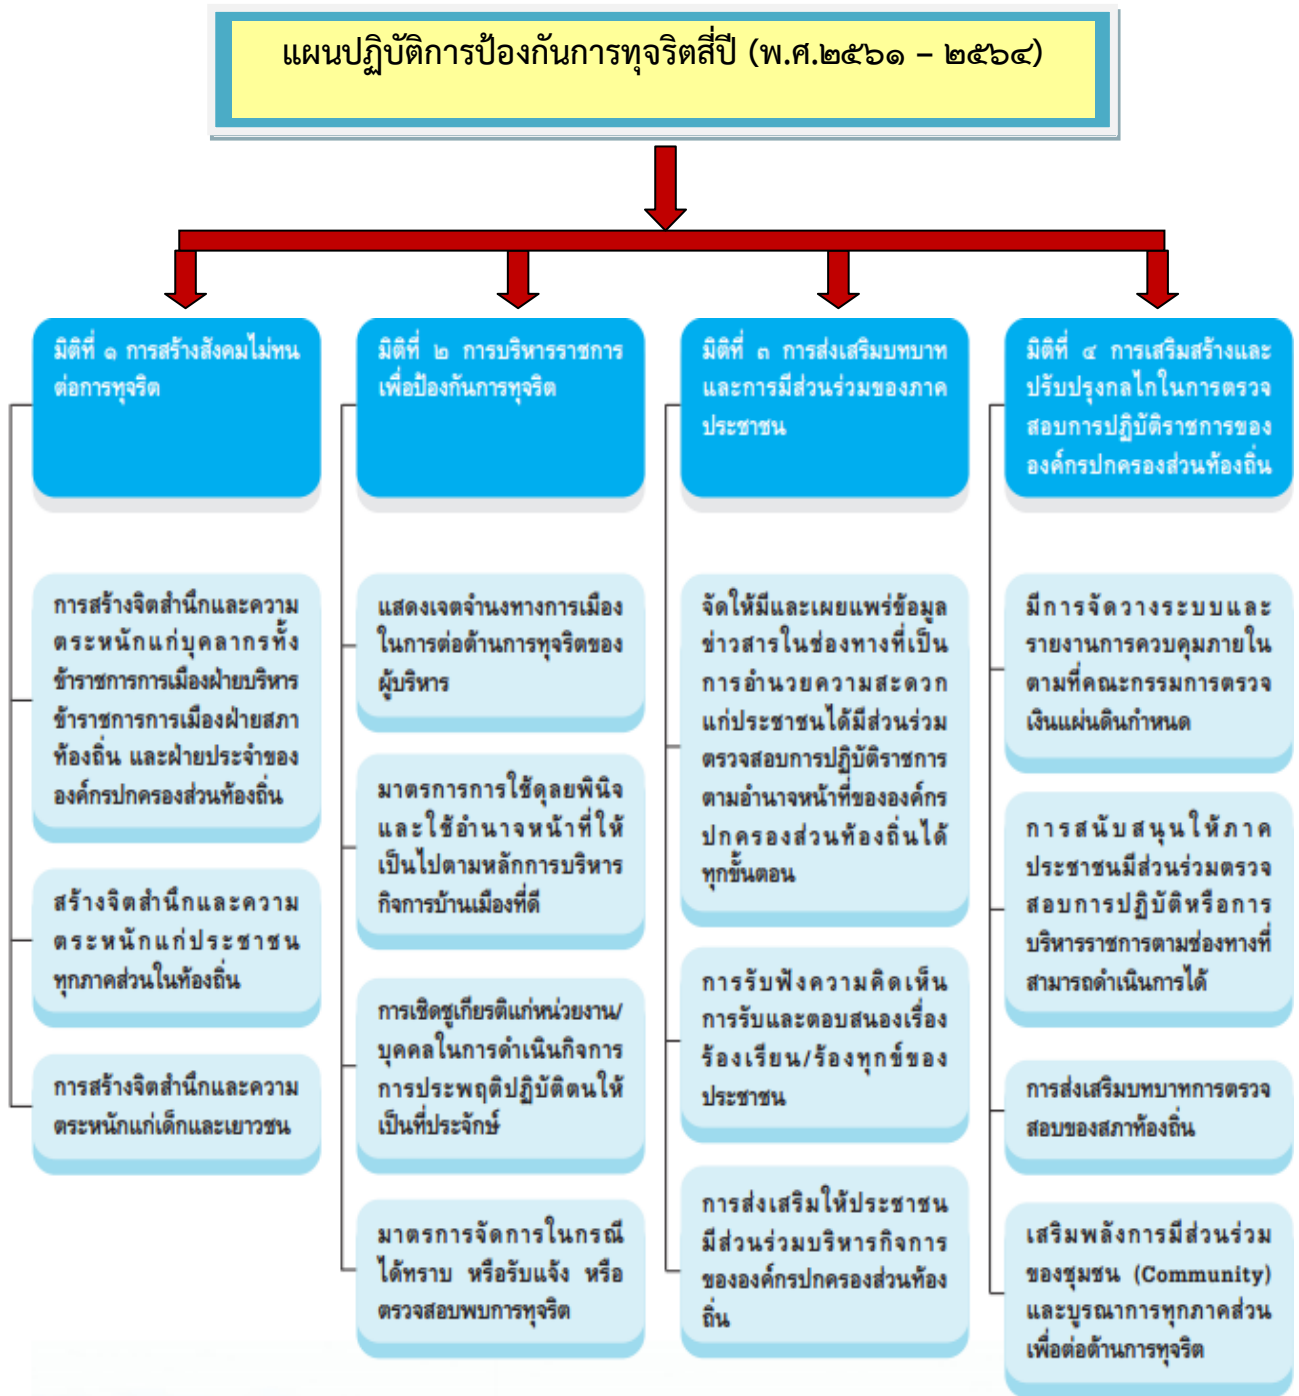 แผนปฏิบัติการป้องกันการทุจริตสี่ปี (พ.ศ.๒๕๖๑ – ๒๕๖๔)
มิติที่ ๑ การสร้างสังคมไม่ทน
ต่อการทุจริต
การสร้างจิตสำนึกและความ
ตระหนักแก่บุคลากรทั้ง
ข้าราชการการเมืองฝ่ายบริหาร
ข้าราชการการเมืองฝ่ายสภา
ท้องถิ่น และฝ่ายประจำของ
องค์กรปกครองส่วนท้องถิ่น
สร้างจิตสำนึกและความ
ตระหนักแก่ประชาชน
ทุกภาคส่วนในท้องถิ่น
การสร้างจิตสำนึกและความ
ตระหนักแก่เด็กและเยาวชน
มิติที่ ๒ การบริหารราชการ
เพื่อป้องกันการทุจริต
แสดงเจตจำนงทางการเมือง
ในการต่อต้านการทุจริตของ
ผู้บริหาร
มาตรการการใช้ดุลยพินิจ
และใช้อำนาจหน้าที่ให้
เป็นไปตามหลักการบริหาร
กิจการบ้านเมืองที่ดี
การเชิดชูเกียรติแก่หน่วยงาน/
บุคคลในการดำเนินกิจการ
การประพฤติปฏิบัติตนให้
เป็นที่ประจักษ์
มาตรการจัดการในกรณี
ได้ทราบ หรือรับแจ้ง หรือ
ตรวจสอบพบการทุจริต
มิติที่ ๓ การส่งเสริมบทบาท
และการมีส่วนร่วมของภาค
ประชาชน
จัดให้มีและเผยแพร่ข้อมูล
ข่าวสารในช่องทางที่เป็น
การอำนวยความสะดวก
แก่ประชาชนได้มีส่วนร่วม
ตรวจสอบการปฏิบัติราชการ
ตามอำนาจหน้าที่ขององค์กร
ปกครองส่วนท้องถิ่นได้
ทุกขั้นตอน
การรับฟังความคิดเห็น
การรับและตอบสนองเรื่อง
ร้องเรียน/ร้องทุกข์ของ
ประชาชน
การส่งเสริมให้ประชาชน
มีส่วนร่วมบริหารกิจการ
ขององค์กรปกครองส่วนท้อง
ถิ่น
มิติที่ ๔ การเสริมสร้างและ
ปรับปรุงกลไกในการตรวจ
สอบการปฏิบัติราชการของ
องค์กรปกครองส่วนท้องถิ่น
มีการจัดวางระบบและ
รายงานการควบคุมภายใน
ตามที่คณะกรรมการตรวจ
เงินแผ่นดินกำหนด
การสนับสนุนให้ภาค
ประชาชนมีส่วนร่วมตรวจ
สอบการปฏิบัติหรือการ
บริหารราชการตามช่องทางที่
สามารถดำเนินการได้
การส่งเสริมบทบาทการตรวจ
สอบของสภาท้องถิ่น
เสริมพลังการมีส่วนร่วม
ของชุมชน (Community)
และบูรณาการทุกภาคส่วน
เพื่อต่อต้านการทุจริต